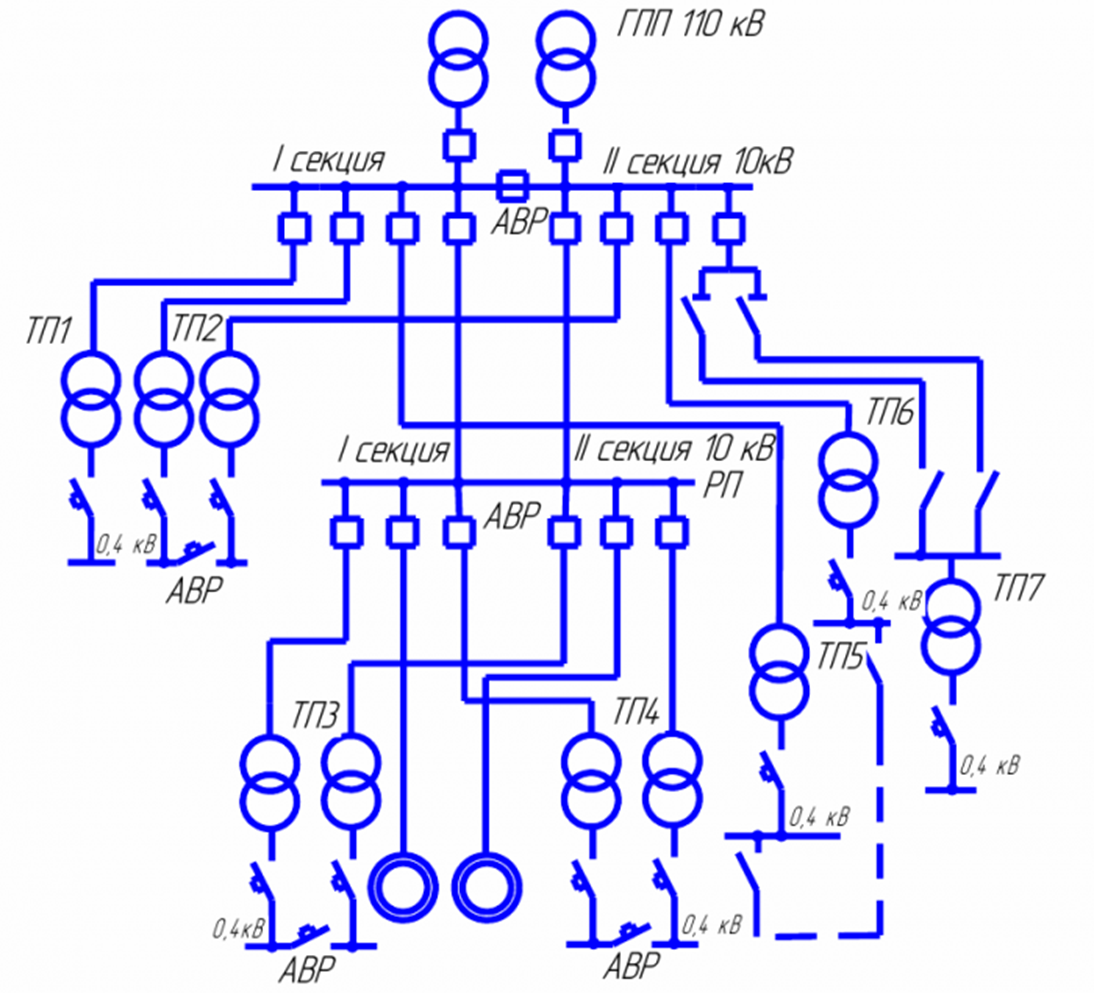 ГПП 110 кВ
I секция
II секция 10кВ
АВР
ТП1
ТП2
ТП6
I секция
II секция 10 кВ
РП
АВР
0,4 кВ
АВР
0,4 кВ
ТП7
ТП5
ТП3
ТП4
0,4 кВ
0,4 кВ
0,4кВ
0,4 кВ
АВР
АВР